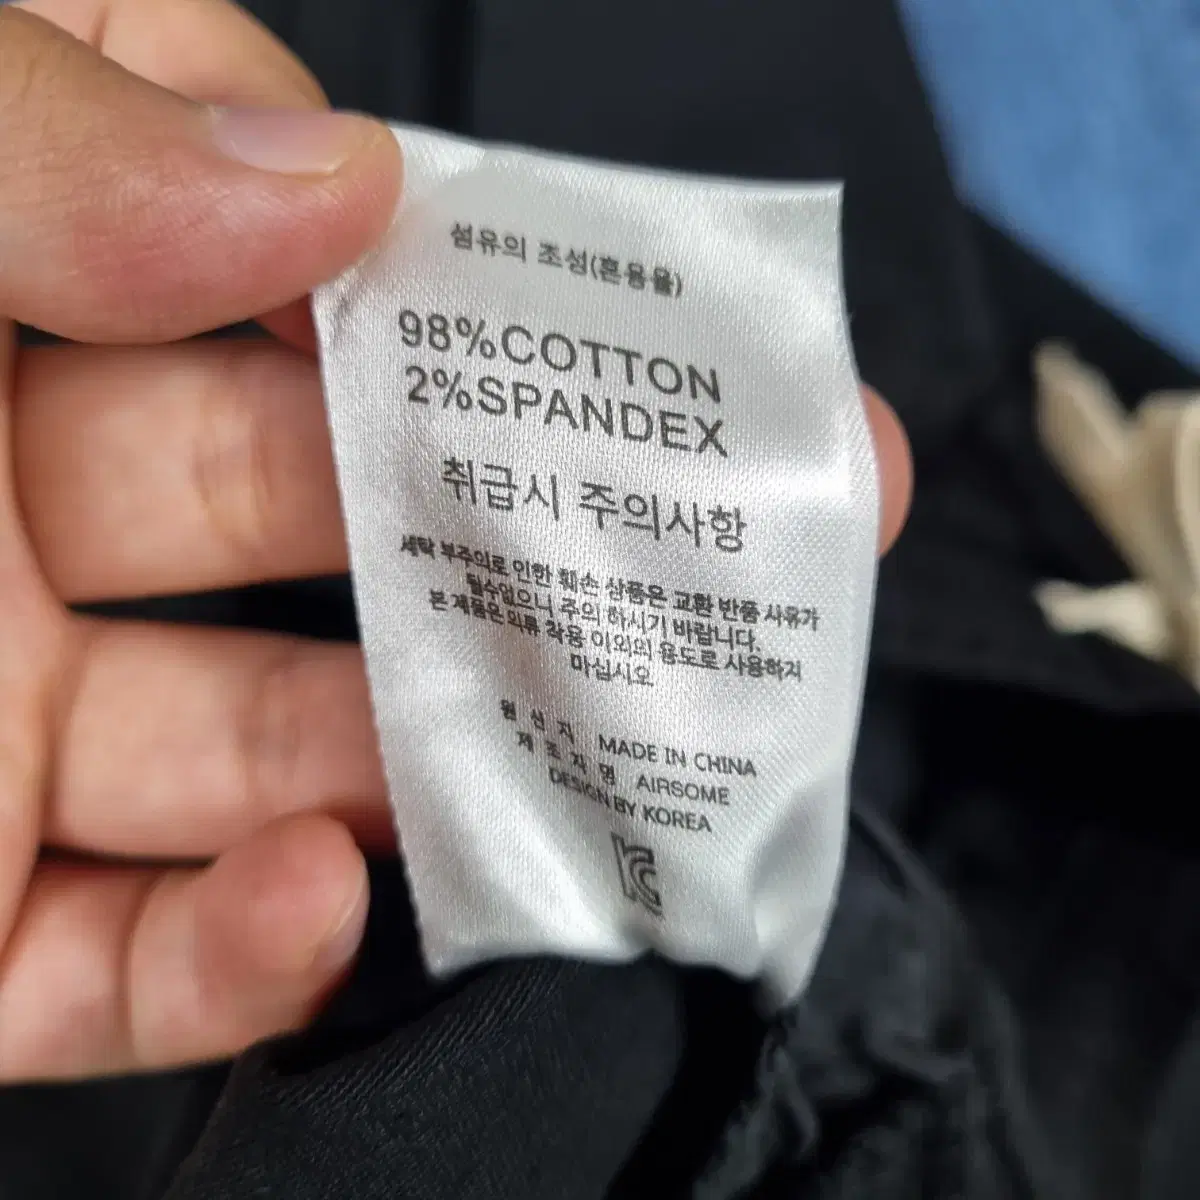 섬유의 조성(혼용율)
98%COTTON
2%SPANDEX
취급시 주의사항
세탁 부주의로 인한 훼손 상품은 교환 반품 사유가
될수없으니 주의 하시기 바랍니다.
본 제품은 의류 착용 이외의 용도로 사용하지
마십시오
원 산 지 MADE IN CHINA
제 조 자 명 AIRSOME
DESIGN BY KOREA